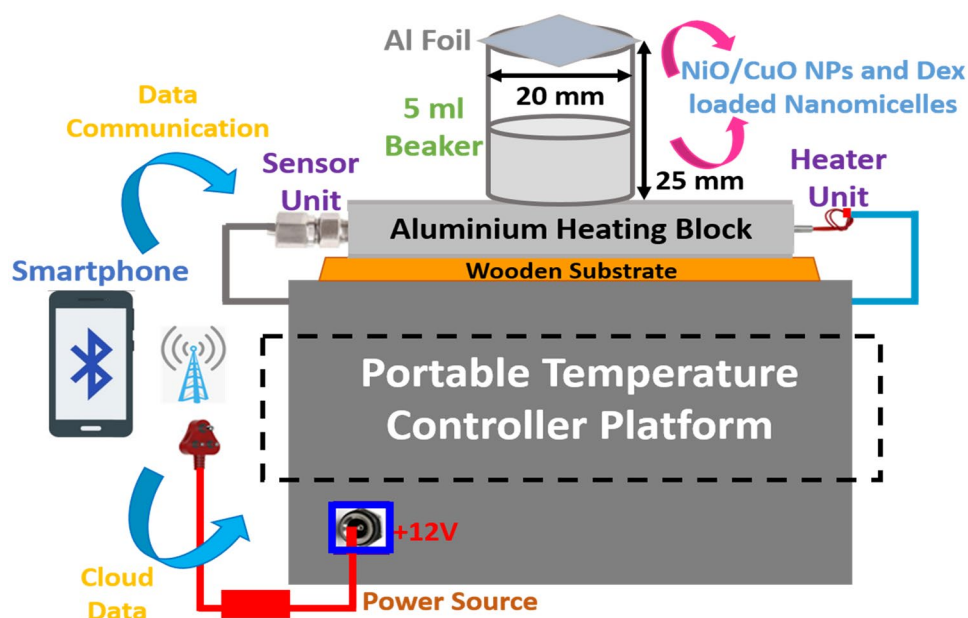 Al Foil
NiO/CuO NPs and Dex
loaded Nanomicelles
20 mm
5 ml
Beaker
25 mm
Data
Communication
Sensor
Unit
Heater
Unit
Aluminium Heating Block
Wooden Substrate
Smartphone
Portable Temperature
Controller Platform
+12V
Cloud
Data
Power Source